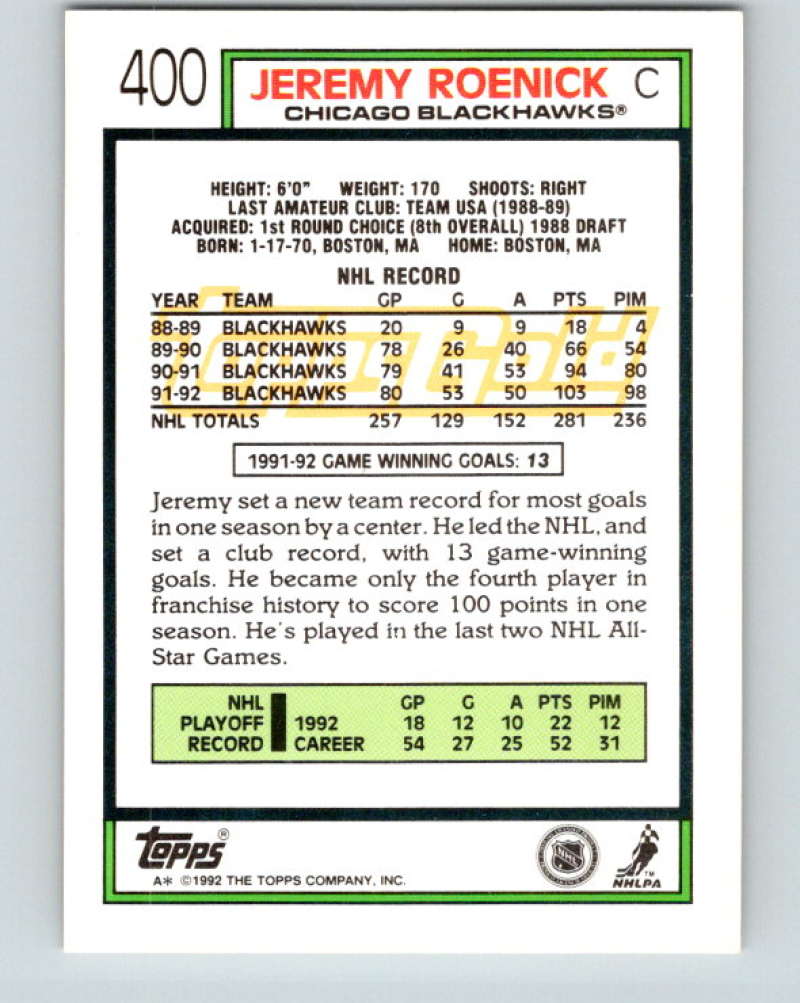 400 JEREMY ROENICK C
CHICAGO BLACKHAWKS®
HEIGHT: 6'0" WEIGHT: 170 SHOOTS: RIGHT
LAST AMATEUR CLUB: TEAM USA (1988-89)
ACQUIRED: 1st ROUND CHOICE (8th OVERALL) 1988 DRAFT
BORN: 1-17-70, BOSTON, MA HOME: BOSTON, MA
NHL RECORD
YEAR TEAM GP G A PTS PIM
88-89 BLACKHAWKS 20 9 9 18 4
89-90 BLACKHAWKS 78 26 40 66 54
90-91 BLACKHAWKS 79 41 53 94 80
91-92 BLACKHAWKS 80 53 50 103 98
NHL TOTALS 257 129 152 281 236
ToppsGold
1991-92 GAME WINNING GOALS: 13
Jeremy set a new team record for most goals
in one season by a center. He led the NHL, and
set a club record, with 13 game-winning
goals. He became only the fourth player in
franchise history to score 100 points in one
season. He's played in the last two NHL All-
Star Games.
NHL GP G A PTS PIM
PLAYOFF 1992 18 12 10 22 12
RECORD CAREER 54 27 25 52 31
TOPPS®
NHL
™
NHLPA
A* ©1992 THE TOPPS COMPANY, INC.